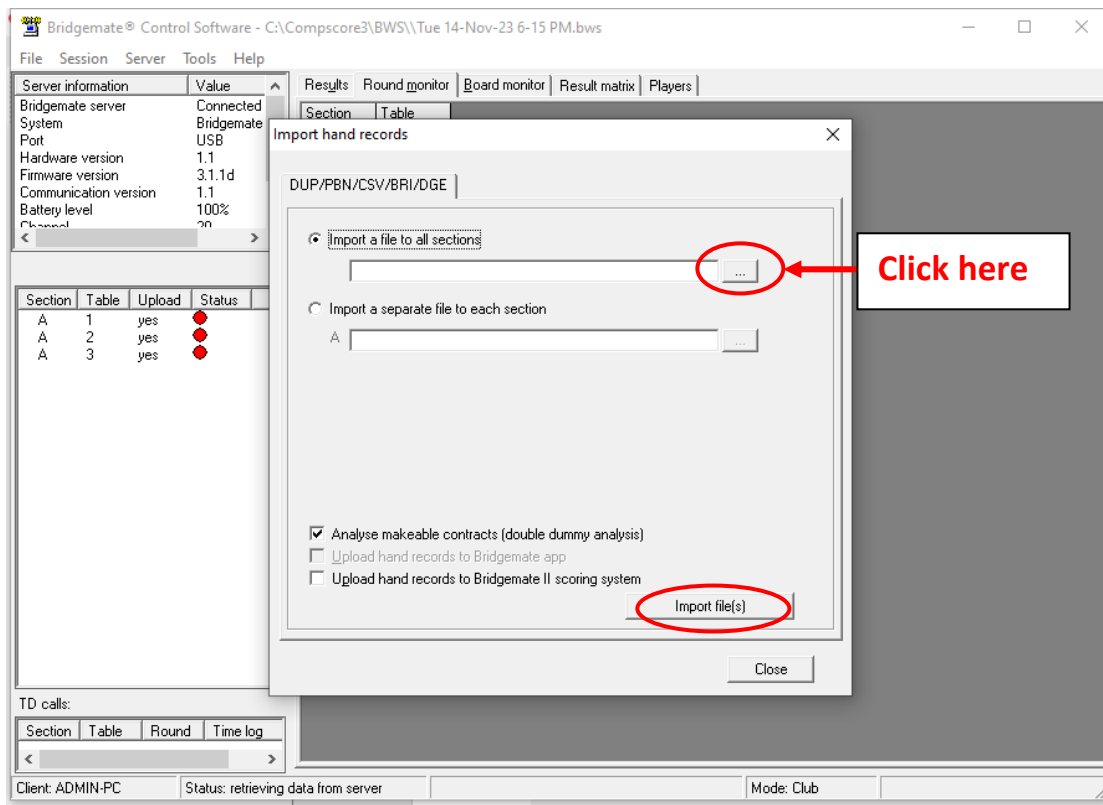 Bridgemate® Control Software - C:\Compscore3\BWS\\Tue 14-Nov-23 6-15 PM.bws
File Session Server Tools Help
Server information Value
Bridgemate server Connected
System Bridgemate
Port USB
Hardware version 1.1
Firmware version 3.1.1d
Communication version 1.1
Battery level 100%
Channel 20
Results Round monitor Board monitor Result matrix Players
Section Table
Import hand records
DUP/PBN/CSV/BRI/DGE
Import a file to all sections
...
Click here
Import a separate file to each section
A ...
Section Table Upload Status
A 1 yes
A 2 yes
A 3 yes
Analyse makeable contracts (double dummy analysis)
Upload hand records to Bridgemate app
Upload hand records to Bridgemate II scoring system
Import file(s)
Close
TD calls:
Section Table Round Time log
Client: ADMIN-PC Status: retrieving data from server Mode: Club